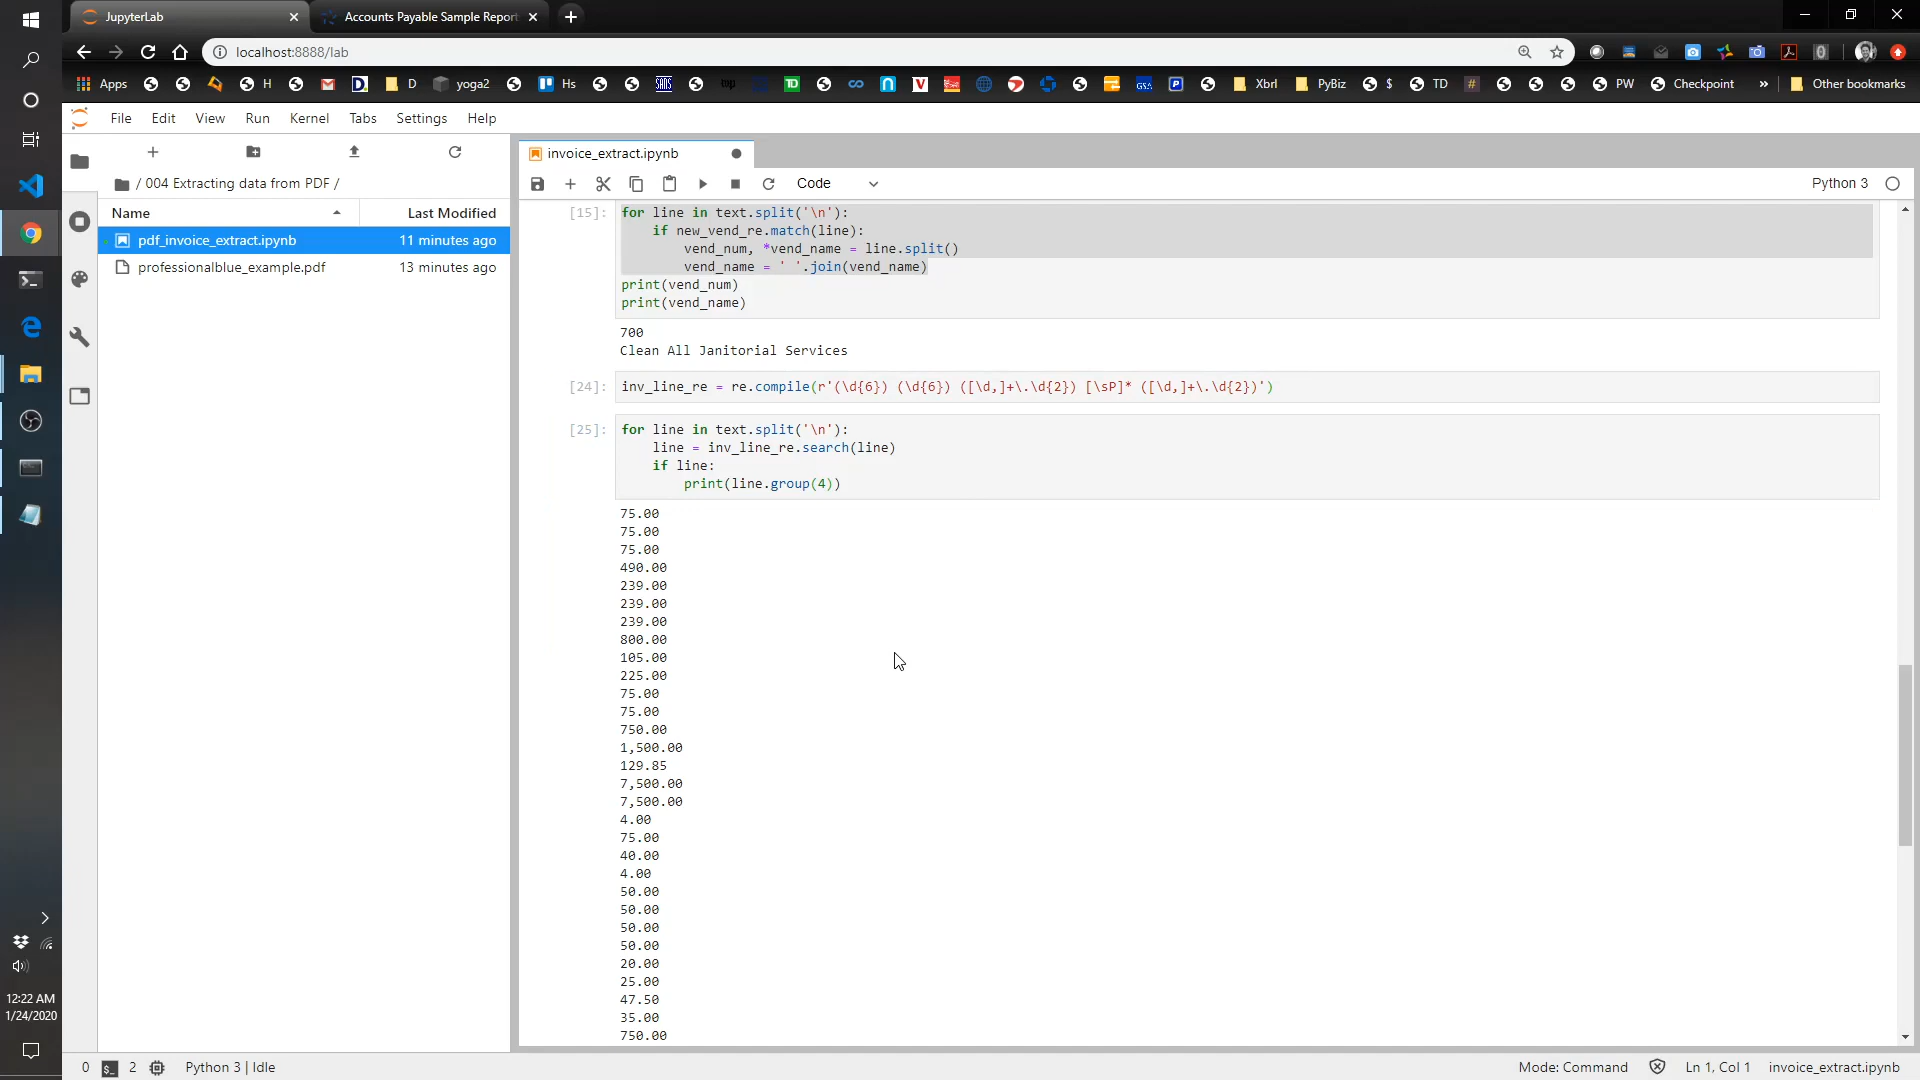 JupyterLab
Accounts Payable Sample Report
localhost:8888/lab
Apps H D yoga2 Hs TD Xbrl PyBiz $ TD # PW Checkpoint » Other bookmarks
File Edit View Run Kernel Tabs Settings Help
/ 004 Extracting data from PDF /
Name Last Modified
pdf_invoice_extract.ipynb 11 minutes ago
professionalblue_example.pdf 13 minutes ago
invoice_extract.ipynb
Code
Python 3
[15]: for line in text.split('\n'):
if new_vend_re.match(line):
vend_num, *vend_name = line.split()
vend_name = ' '.join(vend_name)
print(vend_num)
print(vend_name)
700
Clean All Janitorial Services
[24]: inv_line_re = re.compile(r'(\d{6}) (\d{6}) ([\d,]+\.\d{2}) [\sP]* ([\d,]+\.\d{2})')
[25]: for line in text.split('\n'):
line = inv_line_re.search(line)
if line:
print(line.group(4))
75.00
75.00
75.00
490.00
239.00
239.00
239.00
800.00
105.00
225.00
75.00
75.00
750.00
1,500.00
129.85
7,500.00
7,500.00
4.00
75.00
40.00
4.00
50.00
50.00
50.00
50.00
20.00
25.00
47.50
35.00
750.00
12:22 AM
1/24/2020
0 2 Python 3 | Idle
Mode: Command Ln 1, Col 1 invoice_extract.ipynb